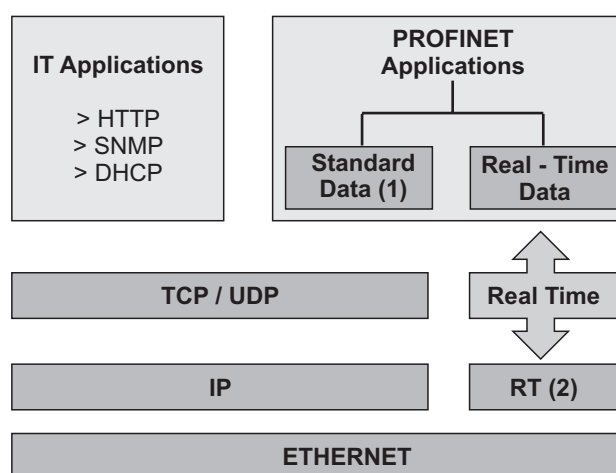 IT Applications
> HTTP
> SNMP
> DHCP
PROFINET
Applications
Standard
Data (1)
Real - Time
Data
TCP / UDP
Real Time
IP
RT (2)
ETHERNET